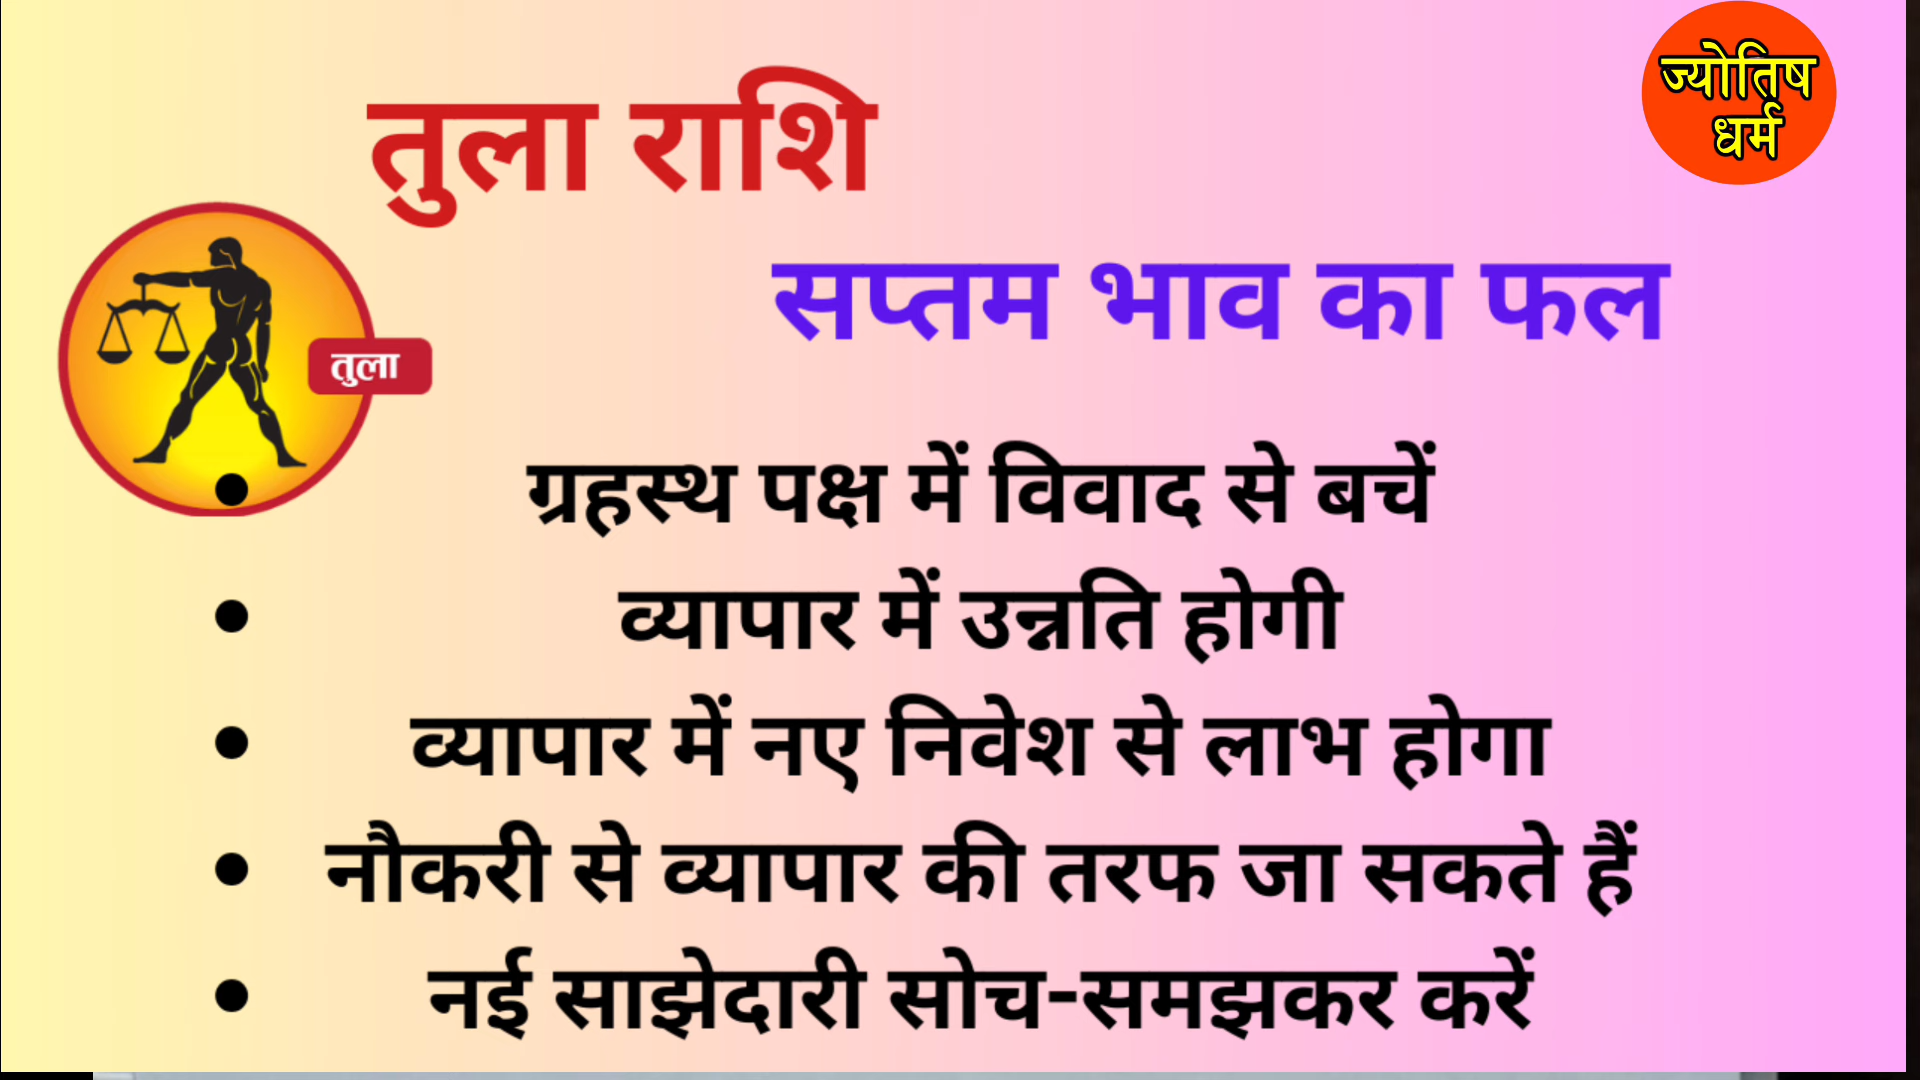 ज्योतिष
धर्म
तुला राशि
सप्तम भाव का फल
तुला
• ग्रहस्थ पक्ष में विवाद से बचें
• व्यापार में उन्नति होगी
• व्यापार में नए निवेश से लाभ होगा
• नौकरी से व्यापार की तरफ जा सकते हैं
• नई साझेदारी सोच-समझकर करें